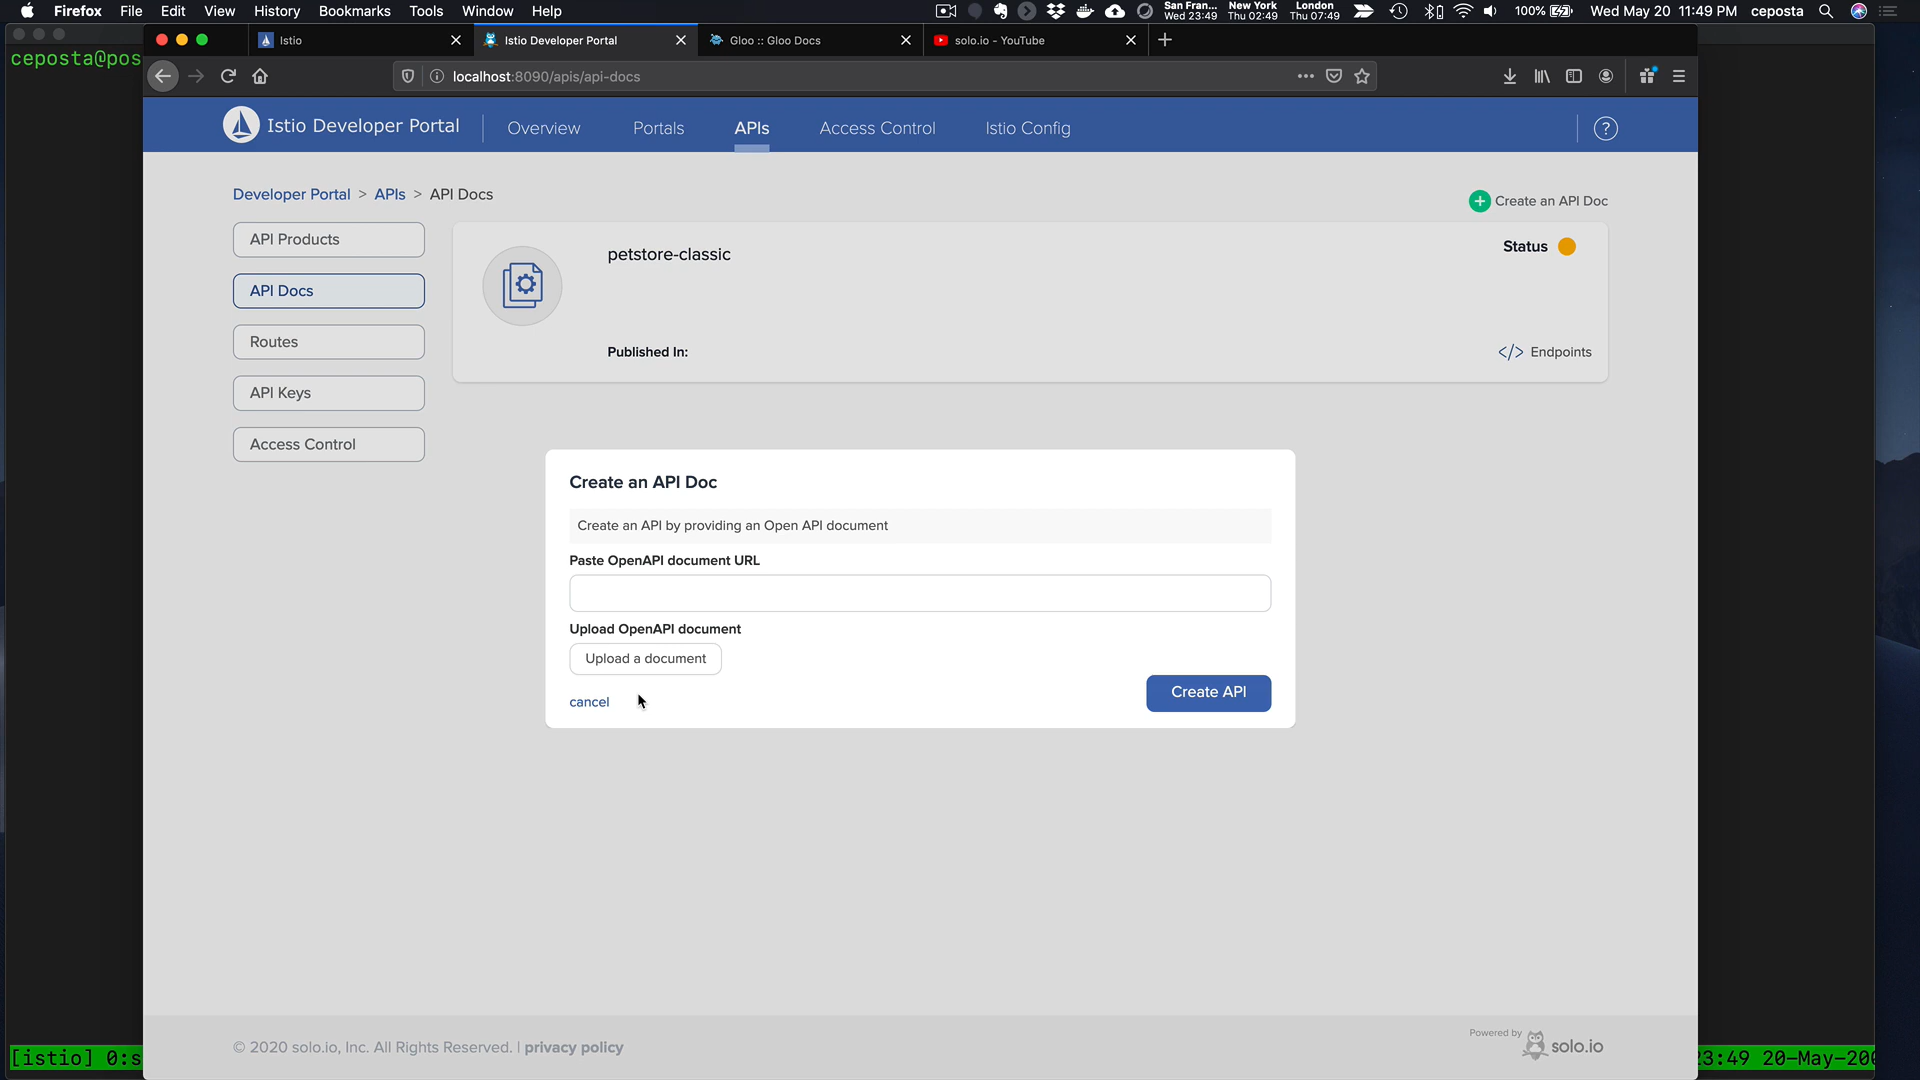 Firefox File Edit View History Bookmarks Tools Window Help
San Fran... New York London
Wed 23:49 Thu 02:49 Thu 07:49
100% Wed May 20 11:49 PM ceposta
Istio
Istio Developer Portal
Gloo :: Gloo Docs
solo.io - YouTube
ceposta@pos
localhost:8090/apis/api-docs
Istio Developer Portal
Overview
Portals
APIs
Access Control
Istio Config
?
Developer Portal > APIs > API Docs
Create an API Doc
API Products
API Docs
Routes
API Keys
Access Control
petstore-classic
Status
Published In:
</> Endpoints
Create an API Doc
Create an API by providing an Open API document
Paste OpenAPI document URL
Upload OpenAPI document
Upload a document
cancel
Create API
© 2020 solo.io, Inc. All Rights Reserved. | privacy policy
Powered by
solo.io
[istio] 0:s
3:49 20-May-20